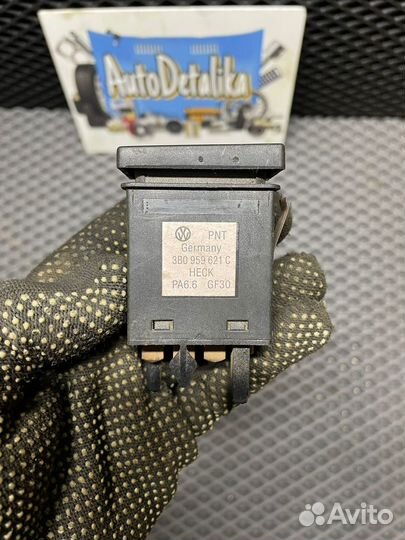 AutoDetalika
PNT
Germany
3B0 959 621 C
HECK
PA6.6 GF30
Avito